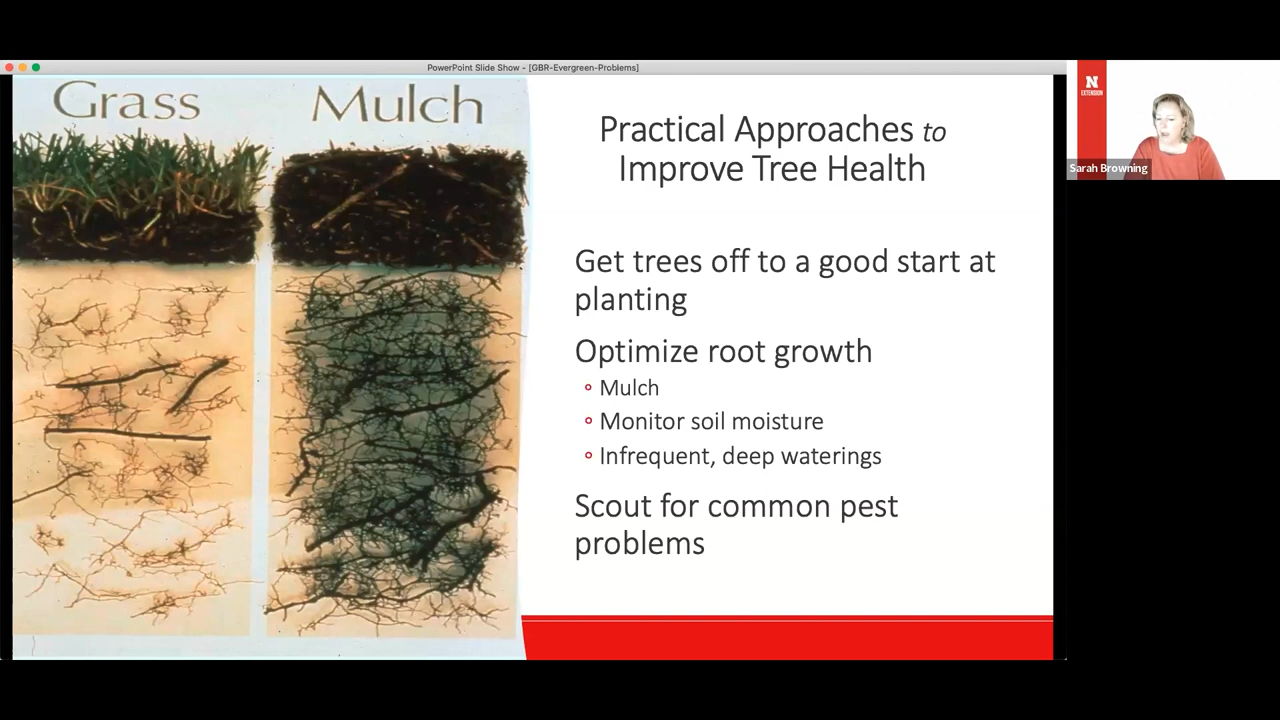 PowerPoint Slide Show - [GBR-Evergreen-Problems]
Grass
Mulch
Practical Approaches to
Improve Tree Health
Get trees off to a good start at
planting
Optimize root growth
Mulch
Monitor soil moisture
Infrequent, deep waterings
Scout for common pest
problems
N
EXTENSION
Sarah Browning